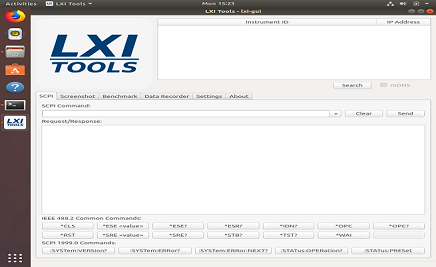 Activities LXI Tools Mon 15:23
LXI Tools - lxi-gui
Instrument ID IP Address
LXI
TOOLS
Search mDNS
SCPI Screenshot Benchmark Data Recorder Settings About
SCPI Command:
Clear Send
Request/Response:
IEEE 488.2 Common Commands:
*CLS *ESE <value> *ESE? *ESR? *IDN? *OPC *OPC?
*RST *SRE <value> *SRE? *STB? *TST? *WAI
SCPI 1999.0 Commands:
:SYSTem:VERSion? :SYSTem:ERRor? :SYSTem:ERRor:NEXT? :STATus:OPERation? :STATus:PRESet
LXI
TOOLS